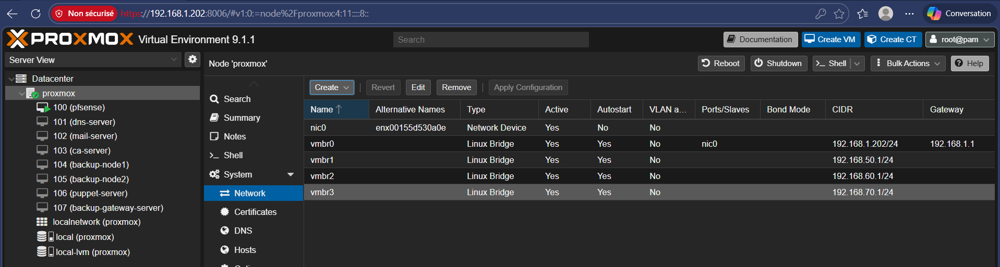 Non sécurisé https://192.168.1.202:8006/#v1:0:=node%2Fproxmox:4:11::::8:: Conversation
PROXMOX Virtual Environment 9.1.1 Search Documentation Create VM Create CT root@pam
Server View
Node 'proxmox' Reboot Shutdown Shell Bulk Actions Help
Datacenter
proxmox
100 (pfsense)
101 (dns-server)
102 (mail-server)
103 (ca-server)
104 (backup-node1)
105 (backup-node2)
106 (puppet-server)
107 (backup-gateway-server)
localnetwork (proxmox)
local (proxmox)
local-lvm (proxmox)
Search
Summary
Notes
Shell
System
Network
Certificates
DNS
Hosts
Create Revert Edit Remove Apply Configuration
Name Alternative Names Type Active Autostart VLAN a... Ports/Slaves Bond Mode CIDR Gateway
nic0 enx00155d530a0e Network Device Yes No No
vmbr0 Linux Bridge Yes Yes No nic0 192.168.1.202/24 192.168.1.1
vmbr1 Linux Bridge Yes Yes No 192.168.50.1/24
vmbr2 Linux Bridge Yes Yes No 192.168.60.1/24
vmbr3 Linux Bridge Yes Yes No 192.168.70.1/24